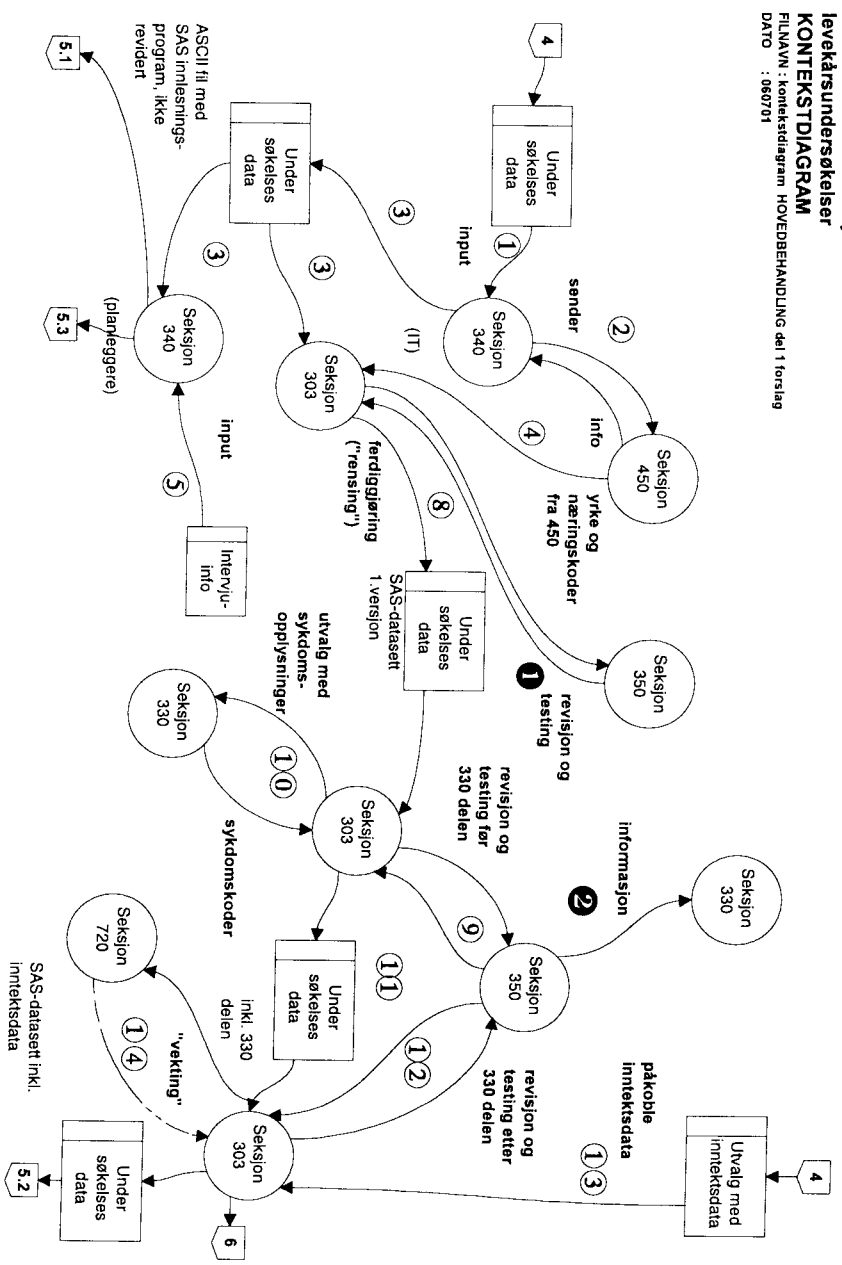 levekårsundersøkelser
KONTEKSTDIAGRAM
FILNAVN : kontekstdiagram HOVEDBEHANDLING del 1 forslag
DATO : 060701
4
Under
søkelses
data
1
input
Seksjon
340
(IT)
sender
2
info
Seksjon
450
yrke og
næringskoder
fra 450
4
3
Under
søkelses
data
3
3
ASCII fil med
SAS innlesnings-
program, ikke
revidert
5.1
Seksjon
340
(planleggere)
5.3
input
5
Intervju-
info
Seksjon
303
ferdiggjøring
("rensing")
8
Under
søkelses
data
SAS-datasett
1.versjon
Seksjon
350
revisjon og
testing
1
utvalg med
sykdoms-
opplysninger
Seksjon
330
10
sykdomskoder
Seksjon
303
revisjon og
testing før
330 delen
9
Seksjon
350
informasjon
2
Seksjon
330
11
Under
søkelses
data
inkl. 330
delen
12
revisjon og
testing etter
330 delen
Seksjon
720
"vekting"
14
Seksjon
303
påkoble
inntektsdata
13
Utvalg med
inntektsdata
4
SAS-datasett inkl.
inntektsdata
Under
søkelses
data
5.2
6